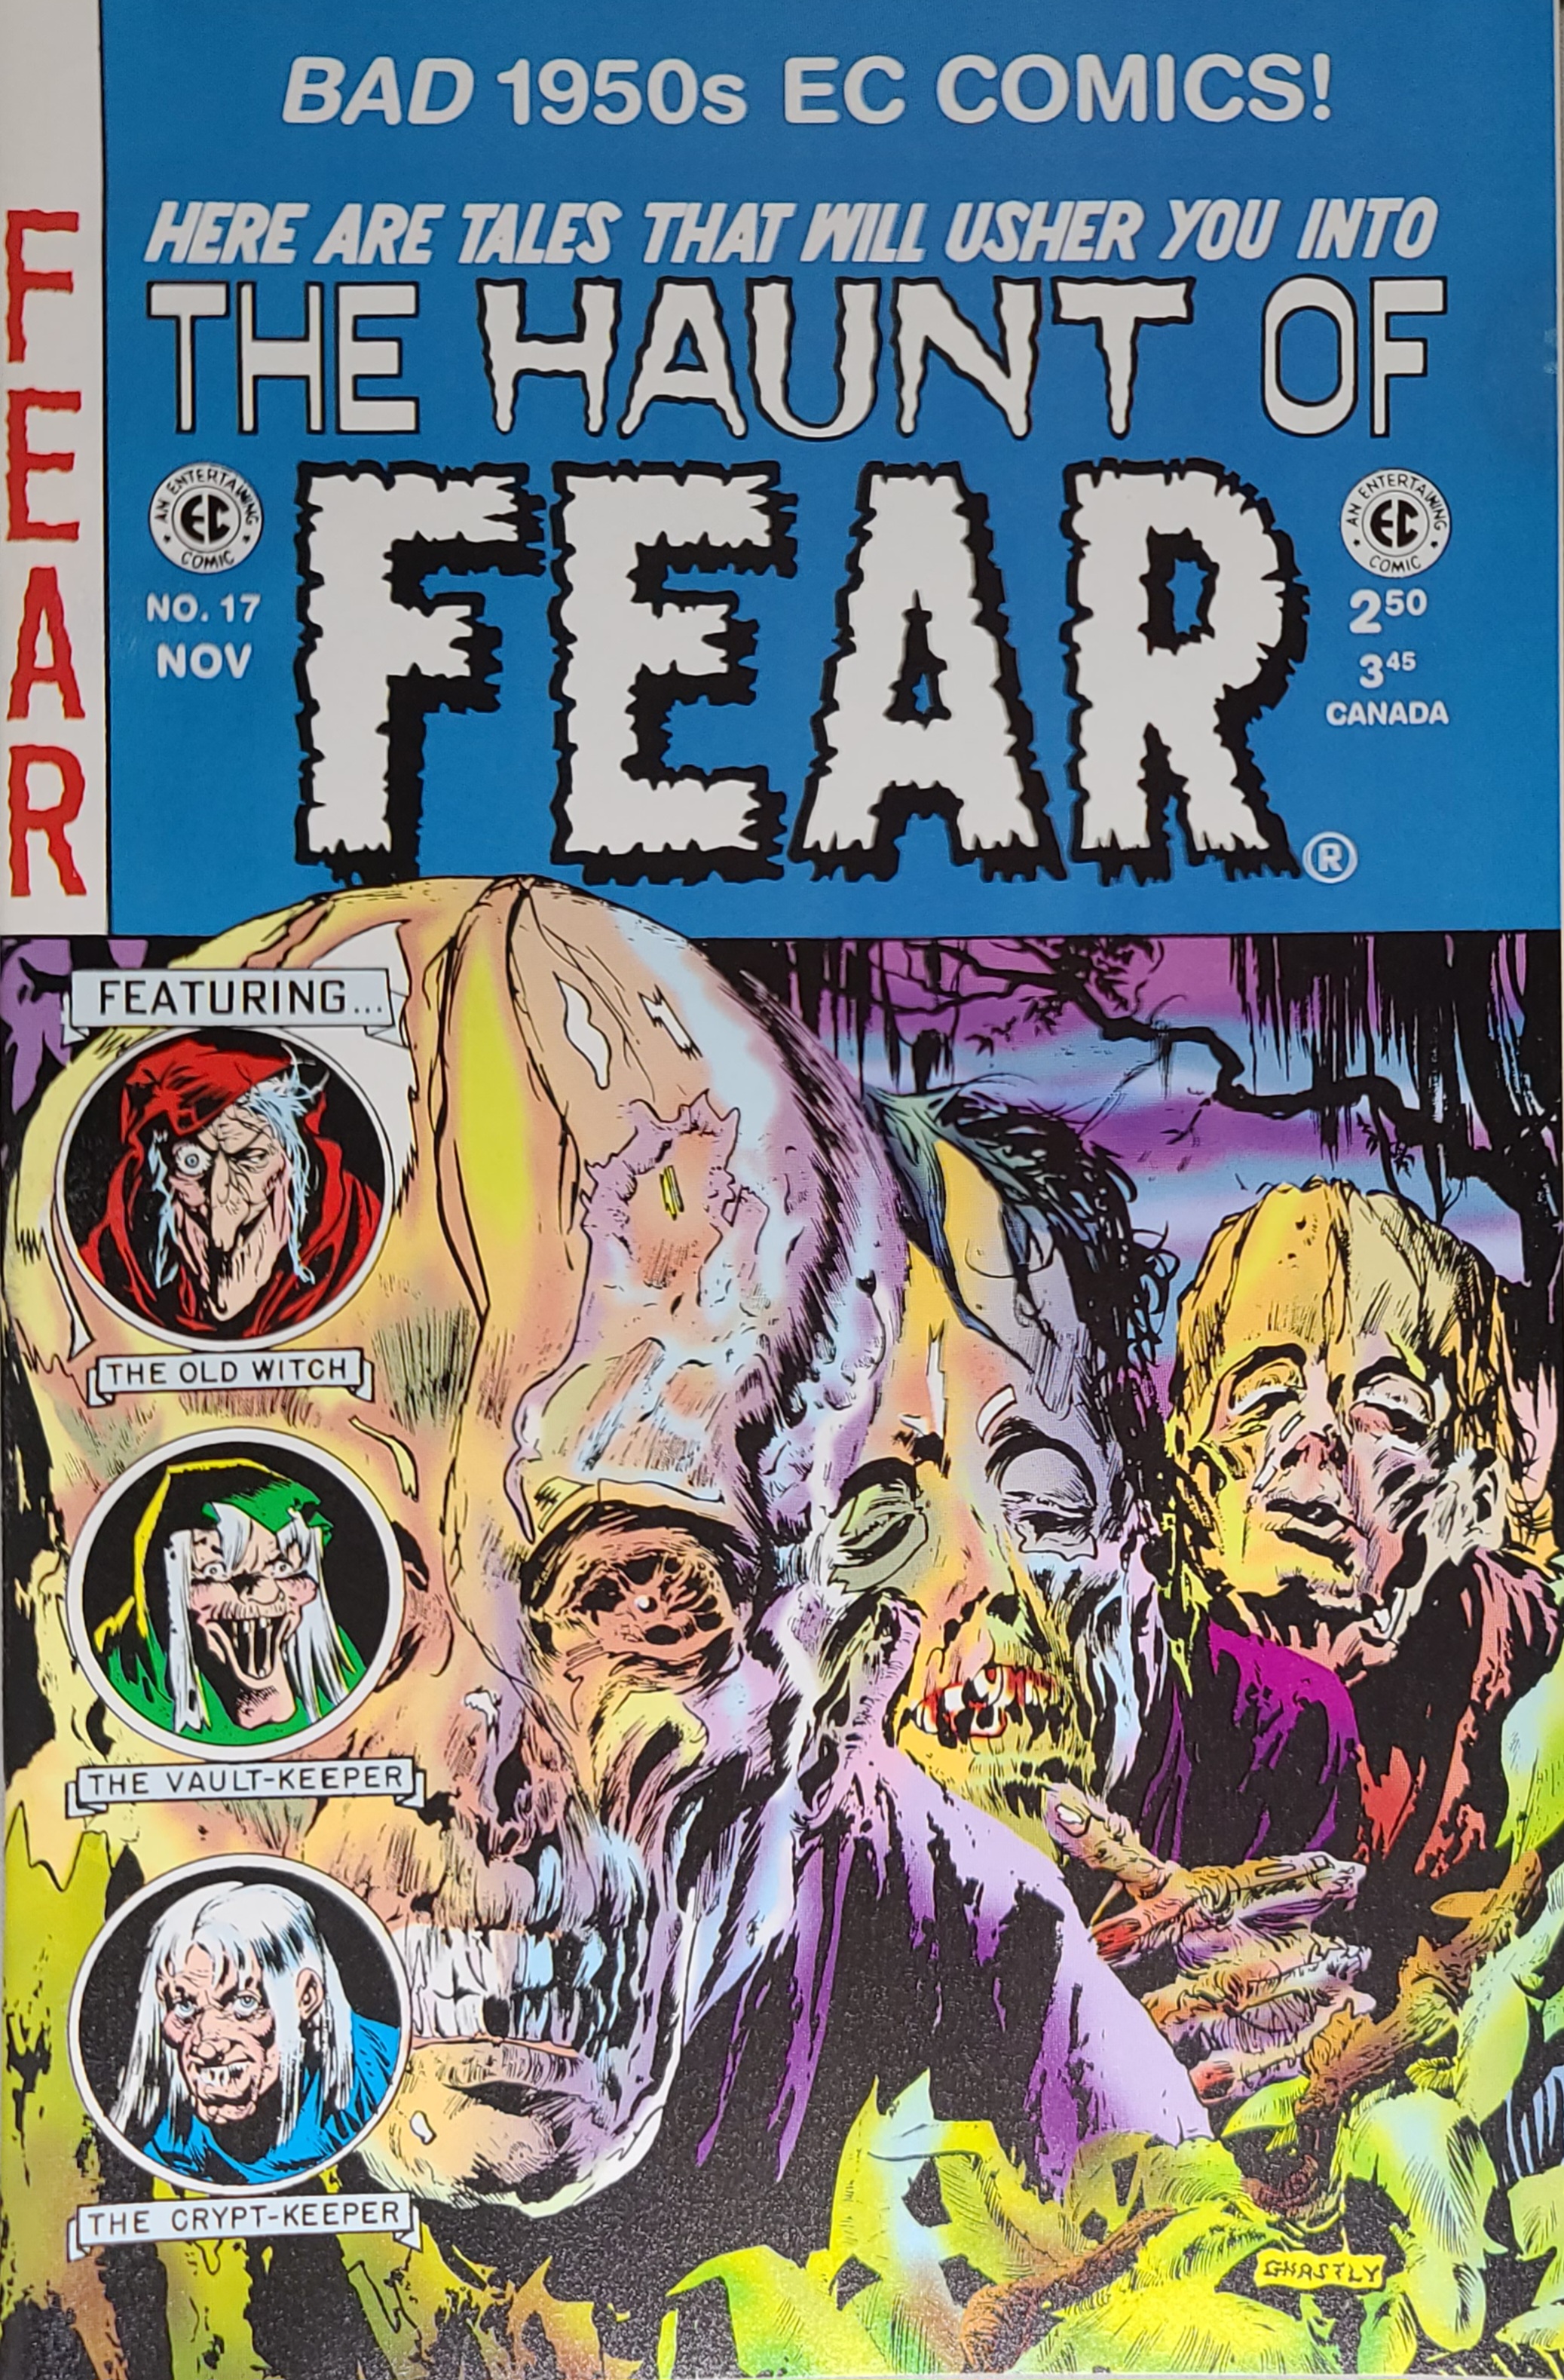 BAD 1950s EC COMICS!
HERE ARE TALES THAT WILL USHER YOU INTO
THE HAUNT OF
FEAR®
FEAR
AN ENTERTAINING
EC
COMIC
NO. 17
NOV
AN ENTERTAINING
EC
COMIC
2.50
3.45
CANADA
FEATURING...
THE OLD WITCH
THE VAULT-KEEPER
THE CRYPT-KEEPER
GHASTLY